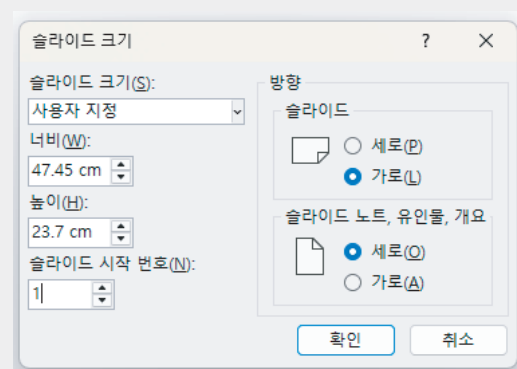 슬라이드 크기
? ×
슬라이드 크기(S):
사용자 지정
너비(W):
47.45 cm
높이(H):
23.7 cm
슬라이드 시작 번호(N):
1
방향
슬라이드
세로(P)
가로(L)
슬라이드 노트, 유인물, 개요
세로(O)
가로(A)
확인
취소